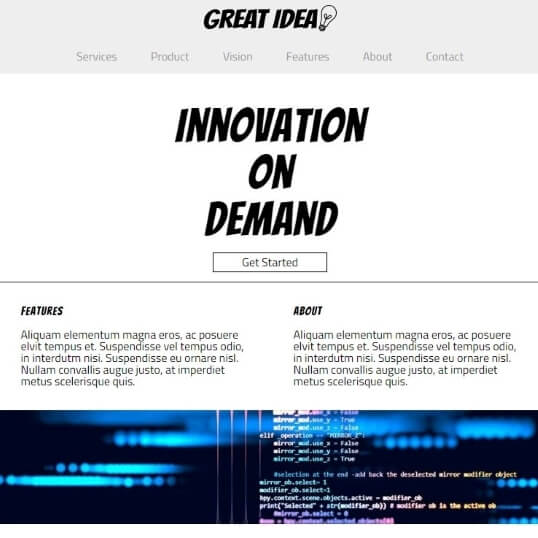 GREAT IDEA
Services Product Vision Features About Contact
INNOVATION
ON
DEMAND
Get Started
FEATURES
Aliquam elementum magna eros, ac posuere
elvit tempus et. Suspendisse vel tempus odio,
in interdutm nisi. Suspendisse eu ornare nisl.
Nullam convallis augue justo, at imperdiet
metus scelerisque quis.
ABOUT
Aliquam elementum magna eros, ac posuere
elvit tempus et. Suspendisse vel tempus odio,
in interdutm nisi. Suspendisse eu ornare nisl.
Nullam convallis augue justo, at imperdiet
metus scelerisque quis.
mirror_mod.use_x = False
mirror_mod.use_y = True
mirror_mod.use_z = False
elif _operation == "MIRROR_Z":
mirror_mod.use_x = False
mirror_mod.use_y = False
mirror_mod.use_z = True
#selection at the end -add back the deselected mirror modifier object
mirror_ob.select= 1
modifier_ob.select=1
bpy.context.scene.objects.active = modifier_ob
print("Selected" + str(modifier_ob)) # modifier ob is the active ob
#mirror_ob.select = 0
bpy.context.selected_objects[0]